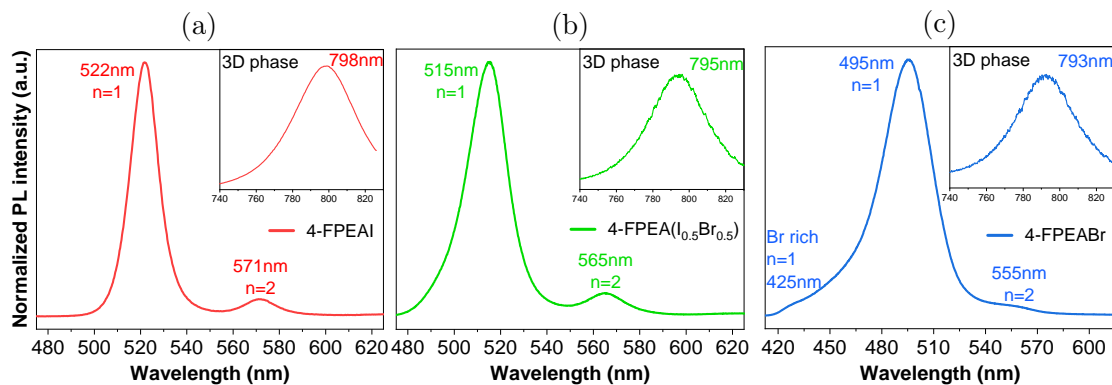 (a)
(b)
(c)
Normalized PL intensity (a.u.)
522nm
n=1
3D phase
798nm
740 760 780 800 820
4-FPEAI
571nm
n=2
480 500 520 540 560 580 600 620
Wavelength (nm)
515nm
n=1
3D phase
795nm
740 760 780 800 820
4-FPEA(I0.5Br0.5)
565nm
n=2
480 500 520 540 560 580 600 620
Wavelength (nm)
495nm
n=1
3D phase
793nm
740 760 780 800 820
Br rich
n=1
425nm
4-FPEABr
555nm
n=2
420 450 480 510 540 570 600
Wavelength (nm)